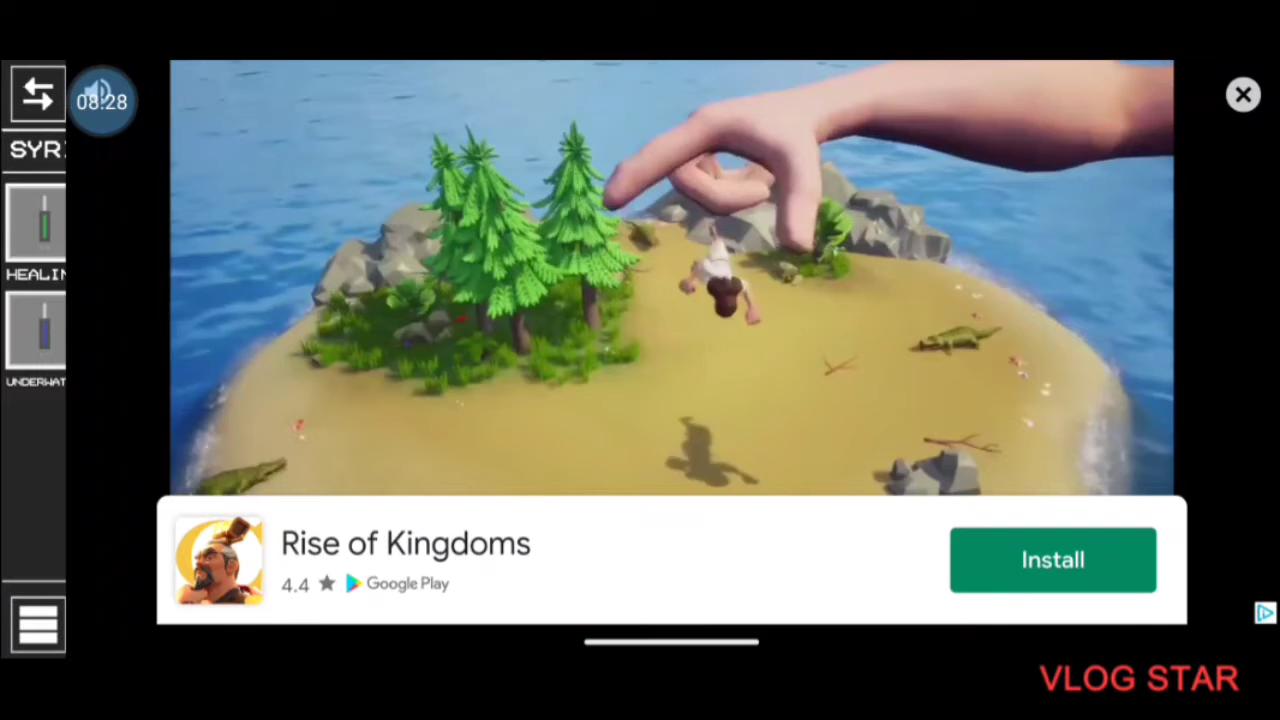 08:28
SYR
HEALIN
UNDERWAT
Rise of Kingdoms
4.4 ★ Google Play
Install
VLOG STAR